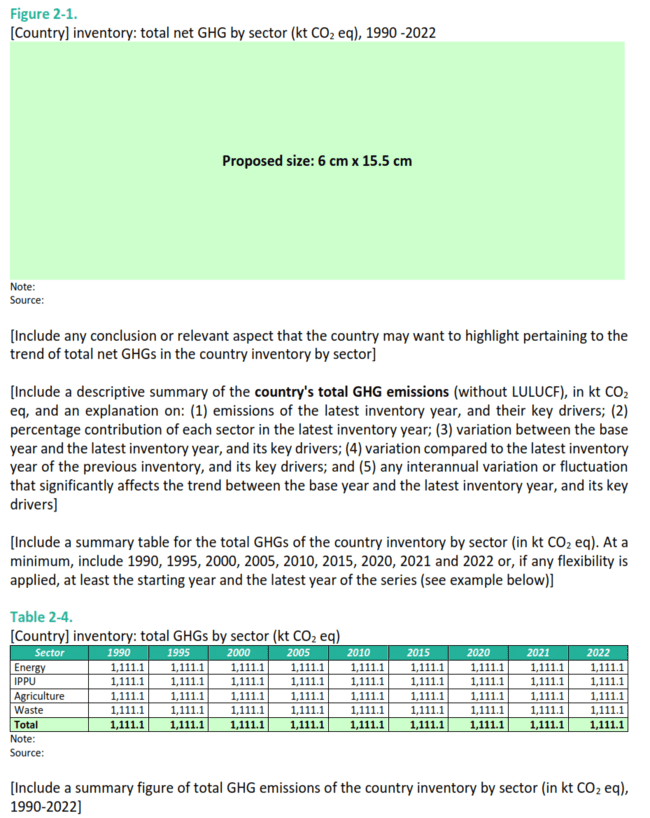 Figure 2-1.
[Country] inventory: total net GHG by sector (kt CO₂ eq), 1990 -2022
Proposed size: 6 cm x 15.5 cm
Note:
Source:
[Include any conclusion or relevant aspect that the country may want to highlight pertaining to the
trend of total net GHGs in the country inventory by sector]
[Include a descriptive summary of the country's total GHG emissions (without LULUCF), in kt CO₂
eq, and an explanation on: (1) emissions of the latest inventory year, and their key drivers; (2)
percentage contribution of each sector in the latest inventory year; (3) variation between the base
year and the latest inventory year, and its key drivers; (4) variation compared to the latest inventory
year of the previous inventory, and its key drivers; and (5) any interannual variation or fluctuation
that significantly affects the trend between the base year and the latest inventory year, and its key
drivers]
[Include a summary table for the total GHGs of the country inventory by sector (in kt CO₂ eq). At a
minimum, include 1990, 1995, 2000, 2005, 2010, 2015, 2020, 2021 and 2022 or, if any flexibility is
applied, at least the starting year and the latest year of the series (see example below)]
Table 2-4.
[Country] inventory: total GHGs by sector (kt CO₂ eq)
Sector 1990 1995 2000 2005 2010 2015 2020 2021 2022
Energy 1,111.1 1,111.1 1,111.1 1,111.1 1,111.1 1,111.1 1,111.1 1,111.1 1,111.1
IPPU 1,111.1 1,111.1 1,111.1 1,111.1 1,111.1 1,111.1 1,111.1 1,111.1 1,111.1
Agriculture 1,111.1 1,111.1 1,111.1 1,111.1 1,111.1 1,111.1 1,111.1 1,111.1 1,111.1
Waste 1,111.1 1,111.1 1,111.1 1,111.1 1,111.1 1,111.1 1,111.1 1,111.1 1,111.1
Total 1,111.1 1,111.1 1,111.1 1,111.1 1,111.1 1,111.1 1,111.1 1,111.1 1,111.1
Note:
Source:
[Include a summary figure of total GHG emissions of the country inventory by sector (in kt CO₂ eq),
1990-2022]